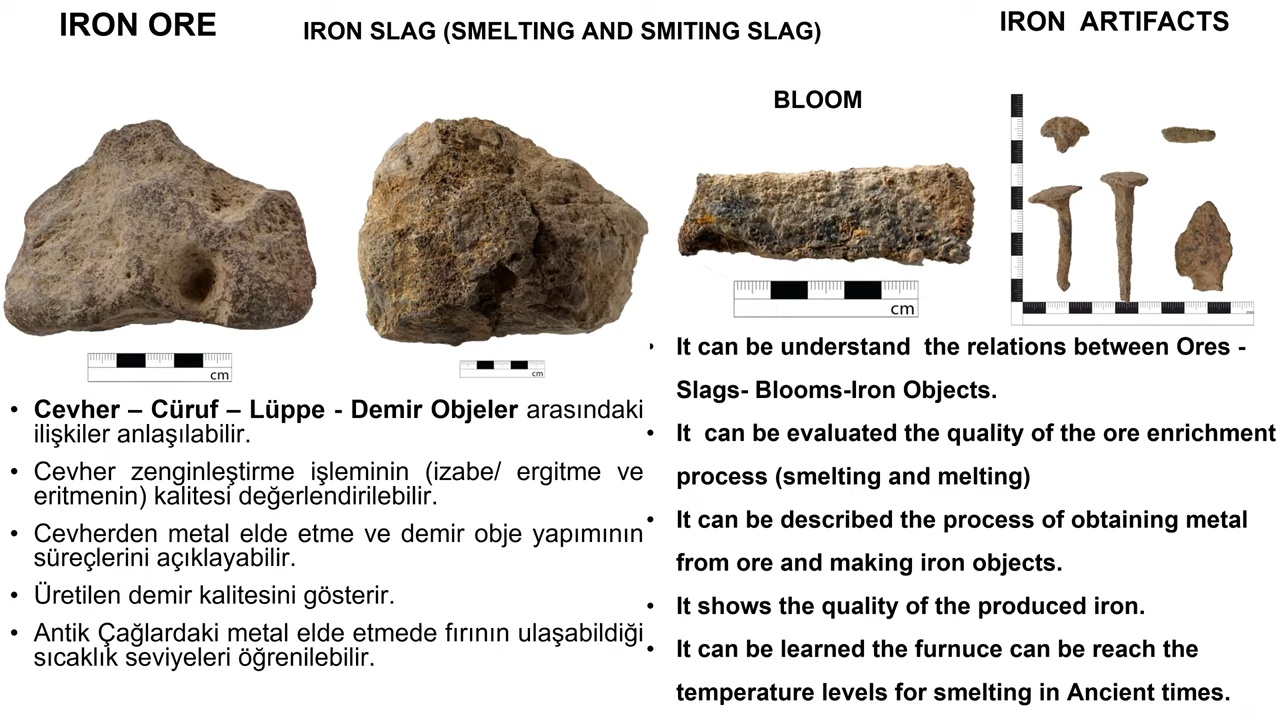 IRON ORE
IRON SLAG (SMELTING AND SMITING SLAG)
IRON ARTIFACTS
BLOOM
cm
cm
cm
• Cevher – Cüruf – Lüppe - Demir Objeler arasındaki
ilişkiler anlaşılabilir.
• Cevher zenginleştirme işleminin (izabe/ ergitme ve
eritmenin) kalitesi değerlendirilebilir.
• Cevherden metal elde etme ve demir obje yapımının
süreçlerini açıklayabilir.
• Üretilen demir kalitesini gösterir.
• Antik Çağlardaki metal elde etmede fırının ulaşabildiği
sıcaklık seviyeleri öğrenilebilir.
• It can be understand the relations between Ores -
Slags- Blooms-Iron Objects.
• It can be evaluated the quality of the ore enrichment
process (smelting and melting)
• It can be described the process of obtaining metal
from ore and making iron objects.
• It shows the quality of the produced iron.
• It can be learned the furnuce can be reach the
temperature levels for smelting in Ancient times.